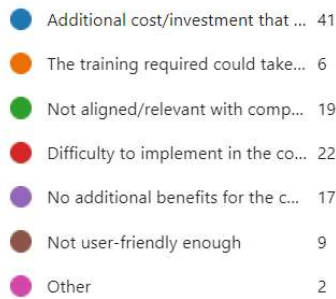 Additional cost/investment that ... 41
The training required could take... 6
Not aligned/relevant with comp... 19
Difficulty to implement in the co... 22
No additional benefits for the c... 17
Not user-friendly enough 9
Other 2